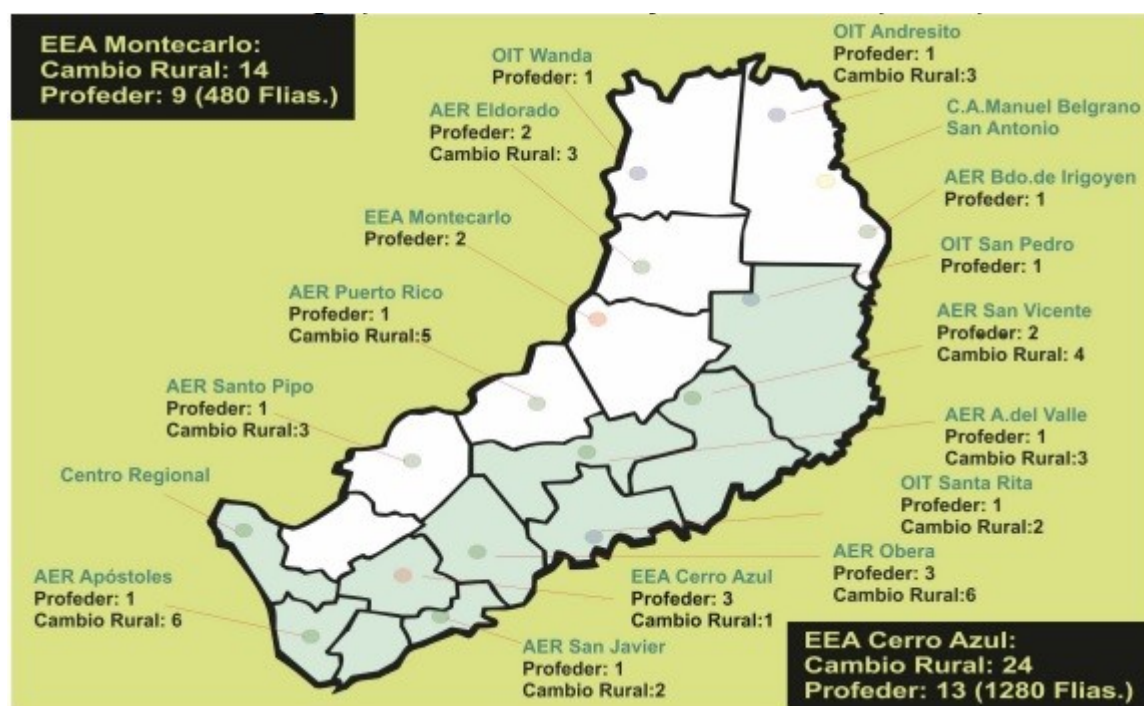 EEA Montecarlo:
Cambio Rural: 14
Profeder: 9 (480 Flias.)
OIT Wanda
Profeder: 1
AER Eldorado
Profeder: 2
Cambio Rural: 3
EEA Montecarlo
Profeder: 2
AER Puerto Rico
Profeder: 1
Cambio Rural:5
AER Santo Pipo
Profeder: 1
Cambio Rural:3
Centro Regional
AER Apóstoles
Profeder: 1
Cambio Rural: 6
OIT Andresito
Profeder: 1
Cambio Rural:3
C.A.Manuel Belgrano
San Antonio
AER Bdo.de Irigoyen
Profeder: 1
OIT San Pedro
Profeder: 1
AER San Vicente
Profeder: 2
Cambio Rural: 4
AER A.del Valle
Profeder: 1
Cambio Rural:3
OIT Santa Rita
Profeder: 1
Cambio Rural:2
AER Obera
Profeder: 3
Cambio Rural:6
EEA Cerro Azul
Profeder: 3
Cambio Rural:1
AER San Javier
Profeder: 1
Cambio Rural:2
EEA Cerro Azul:
Cambio Rural: 24
Profeder: 13 (1280 Flias.)